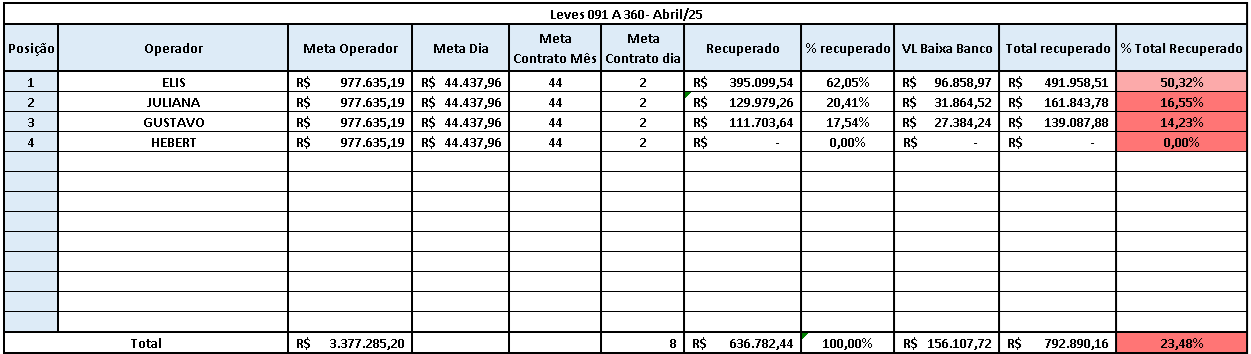 Leves 091 A 360- Abril/25
Posição Operador Meta Operador Meta Dia Meta Contrato Mês Meta Contrato dia Recuperado % recuperado VL Baixa Banco Total recuperado % Total Recuperado
1 ELIS R$ 977.635,19 R$ 44.437,96 44 2 R$ 395.099,54 62,05% R$ 96.858,97 R$ 491.958,51 50,32%
2 JULIANA R$ 977.635,19 R$ 44.437,96 44 2 R$ 129.979,26 20,41% R$ 31.864,52 R$ 161.843,78 16,55%
3 GUSTAVO R$ 977.635,19 R$ 44.437,96 44 2 R$ 111.703,64 17,54% R$ 27.384,24 R$ 139.087,88 14,23%
4 HEBERT R$ 977.635,19 R$ 44.437,96 44 2 R$ - 0,00% R$ - R$ - 0,00%
Total R$ 3.377.285,20 8 R$ 636.782,44 100,00% R$ 156.107,72 R$ 792.890,16 23,48%